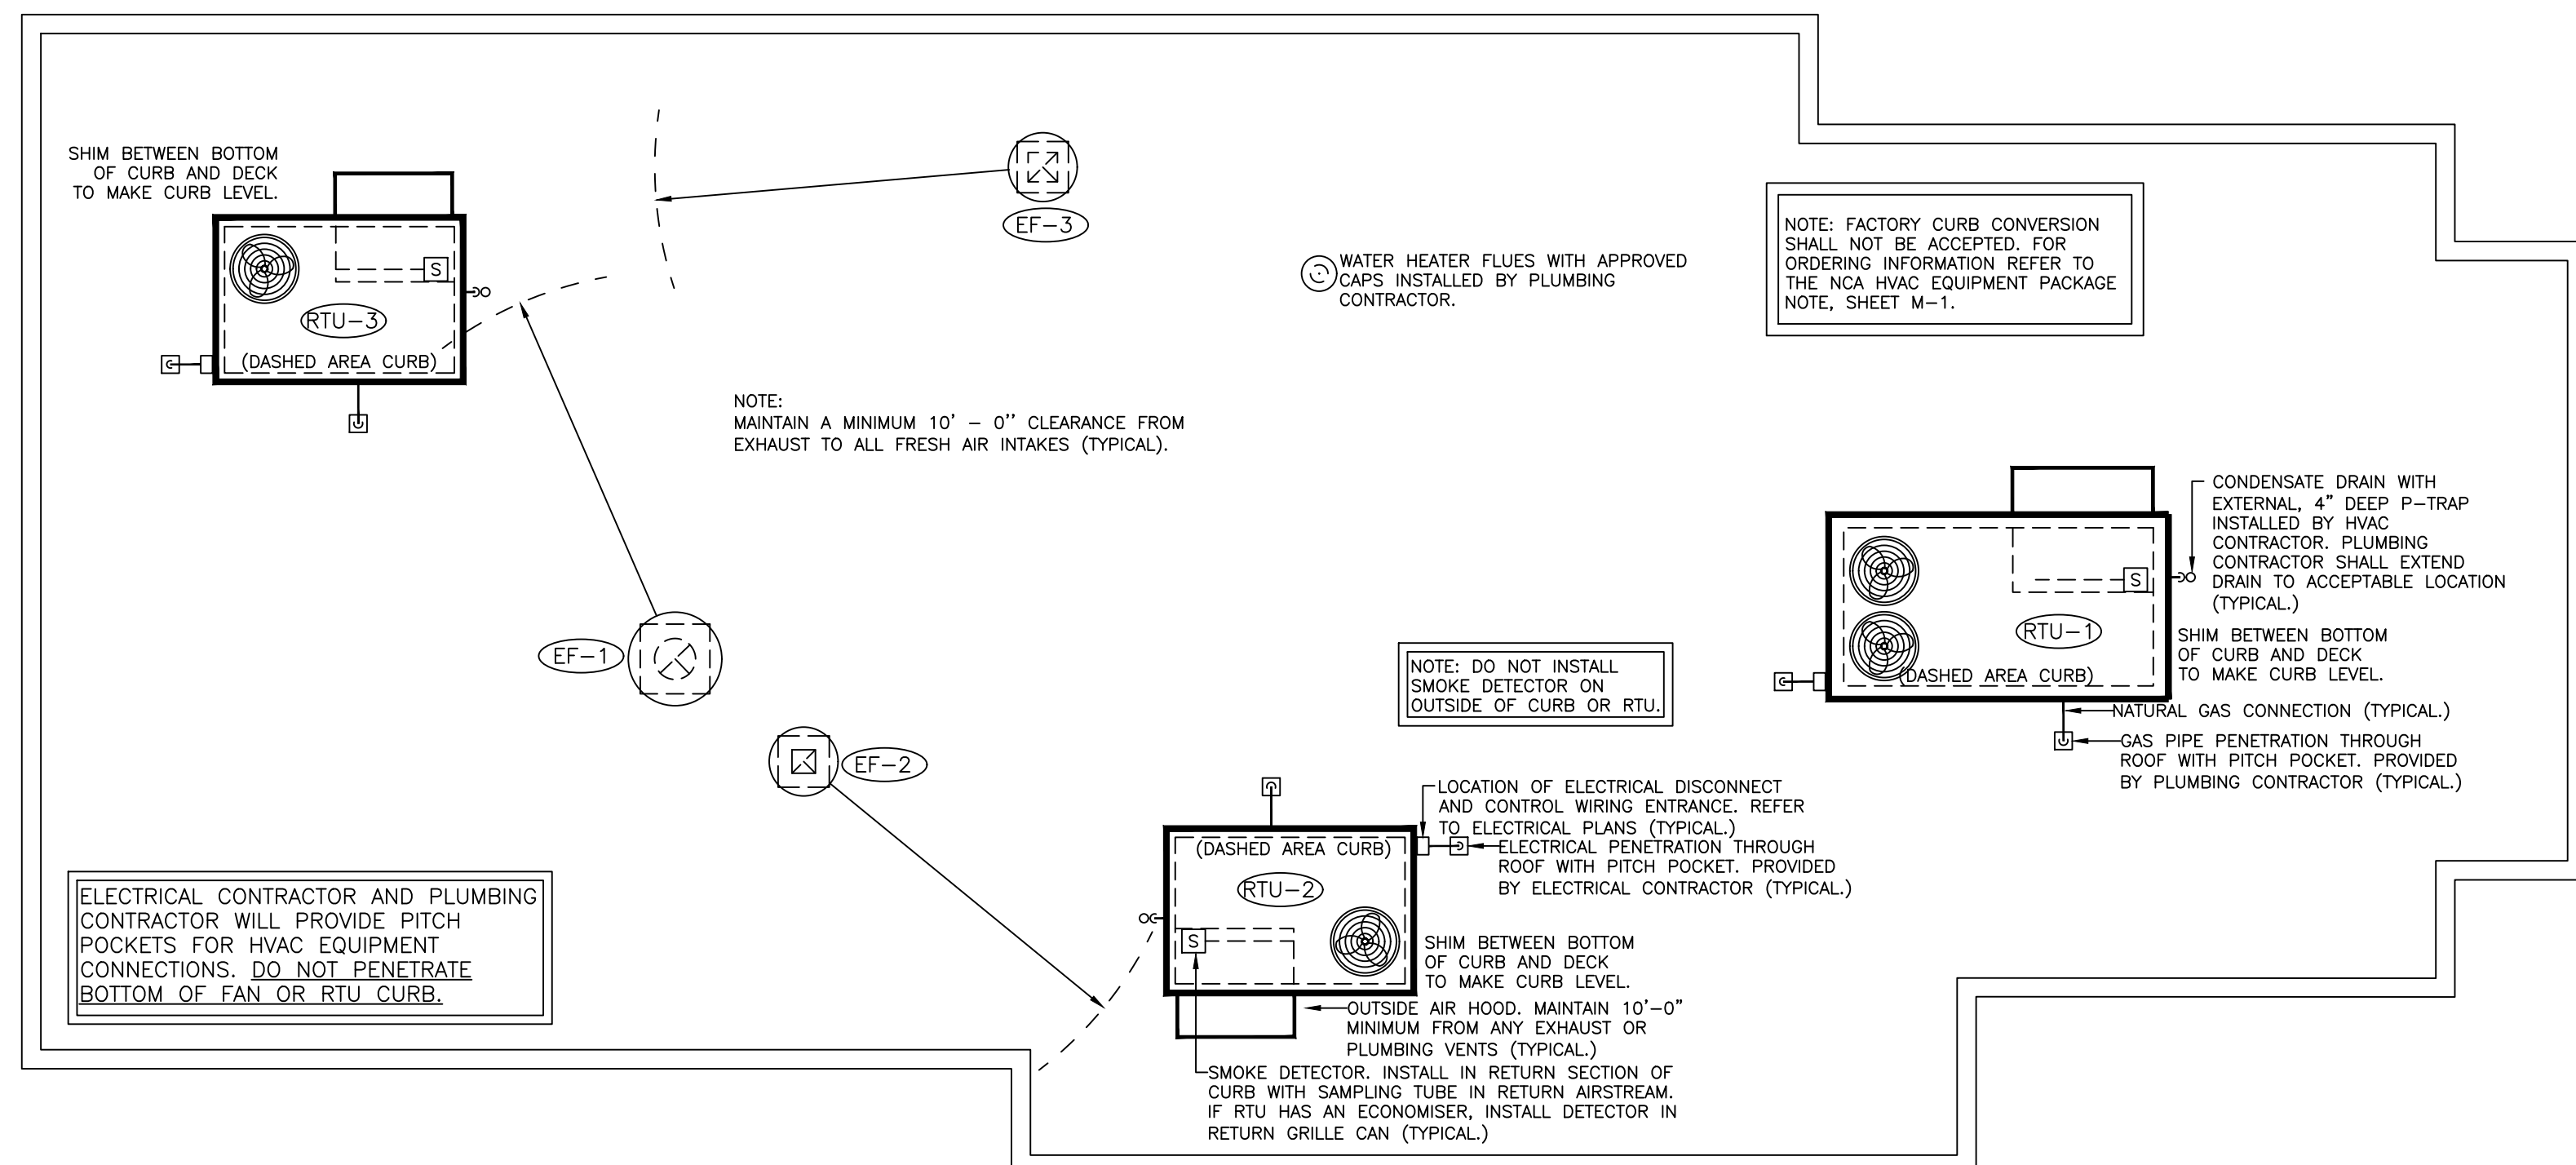 SHIM BETWEEN BOTTOM
OF CURB AND DECK
TO MAKE CURB LEVEL.
S
RTU-3
(DASHED AREA CURB)
EF-3
WATER HEATER FLUES WITH APPROVED
CAPS INSTALLED BY PLUMBING
CONTRACTOR.
NOTE: FACTORY CURB CONVERSION
SHALL NOT BE ACCEPTED. FOR
ORDERING INFORMATION REFER TO
THE NCA HVAC EQUIPMENT PACKAGE
NOTE, SHEET M-1.
NOTE:
MAINTAIN A MINIMUM 10' - 0'' CLEARANCE FROM
EXHAUST TO ALL FRESH AIR INTAKES (TYPICAL).
CONDENSATE DRAIN WITH
EXTERNAL, 4" DEEP P-TRAP
INSTALLED BY HVAC
CONTRACTOR. PLUMBING
CONTRACTOR SHALL EXTEND
DRAIN TO ACCEPTABLE LOCATION
(TYPICAL.)
S
RTU-1
(DASHED AREA CURB)
SHIM BETWEEN BOTTOM
OF CURB AND DECK
TO MAKE CURB LEVEL.
NATURAL GAS CONNECTION (TYPICAL.)
GAS PIPE PENETRATION THROUGH
ROOF WITH PITCH POCKET. PROVIDED
BY PLUMBING CONTRACTOR (TYPICAL.)
EF-1
EF-2
NOTE: DO NOT INSTALL
SMOKE DETECTOR ON
OUTSIDE OF CURB OR RTU.
LOCATION OF ELECTRICAL DISCONNECT
AND CONTROL WIRING ENTRANCE. REFER
TO ELECTRICAL PLANS (TYPICAL.)
ELECTRICAL PENETRATION THROUGH
ROOF WITH PITCH POCKET. PROVIDED
BY ELECTRICAL CONTRACTOR (TYPICAL.)
(DASHED AREA CURB)
RTU-2
S
ELECTRICAL CONTRACTOR AND PLUMBING
CONTRACTOR WILL PROVIDE PITCH
POCKETS FOR HVAC EQUIPMENT
CONNECTIONS. DO NOT PENETRATE
BOTTOM OF FAN OR RTU CURB.
SHIM BETWEEN BOTTOM
OF CURB AND DECK
TO MAKE CURB LEVEL.
OUTSIDE AIR HOOD. MAINTAIN 10'-0"
MINIMUM FROM ANY EXHAUST OR
PLUMBING VENTS (TYPICAL.)
SMOKE DETECTOR. INSTALL IN RETURN SECTION OF
CURB WITH SAMPLING TUBE IN RETURN AIRSTREAM.
IF RTU HAS AN ECONOMISER, INSTALL DETECTOR IN
RETURN GRILLE CAN (TYPICAL.)